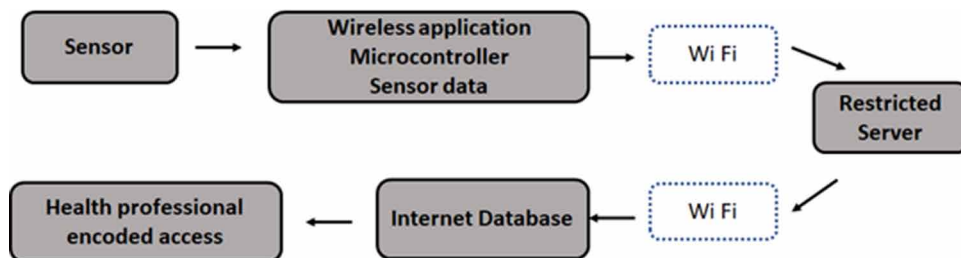 Sensor
Wireless application
Microcontroller
Sensor data
Wi Fi
Restricted
Server
Wi Fi
Internet Database
Health professional
encoded access